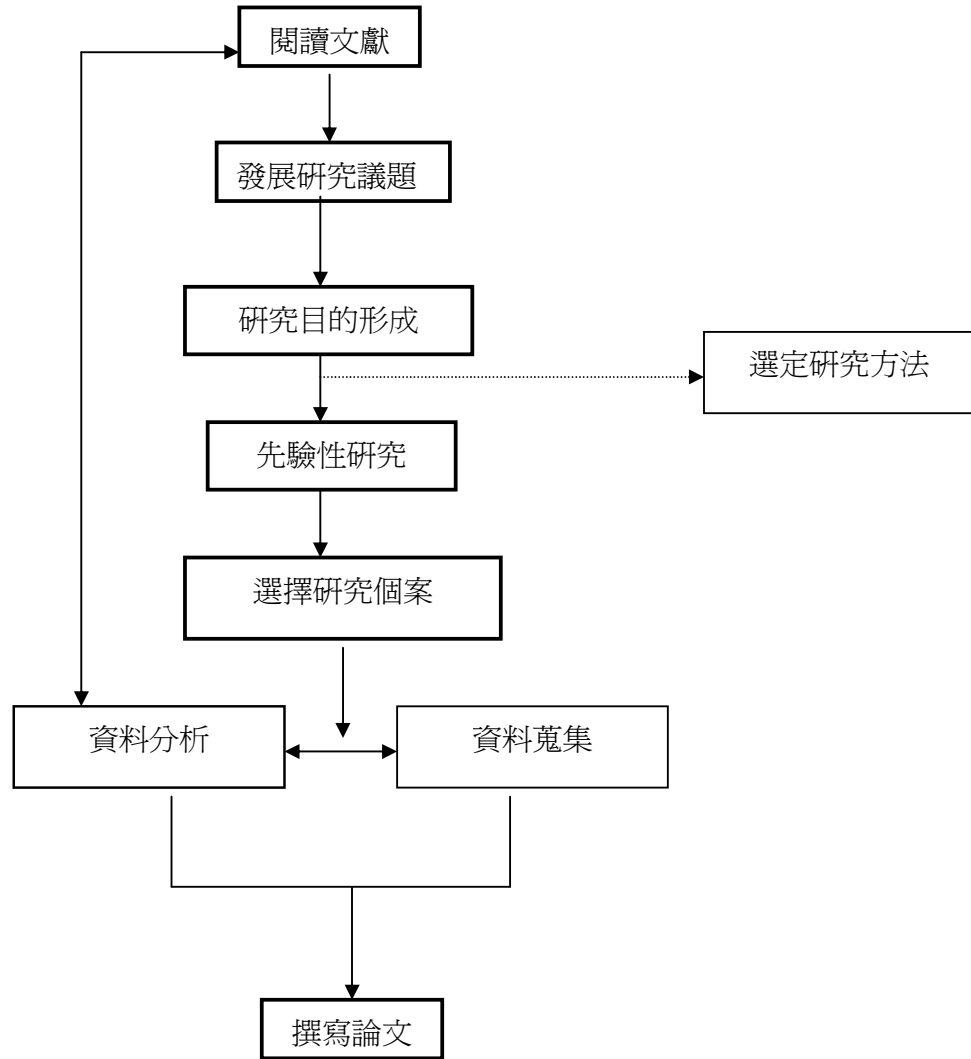 閱讀文獻
發展研究議題
研究目的形成
選定研究方法
先驗性研究
選擇研究個案
資料分析
資料蒐集
撰寫論文